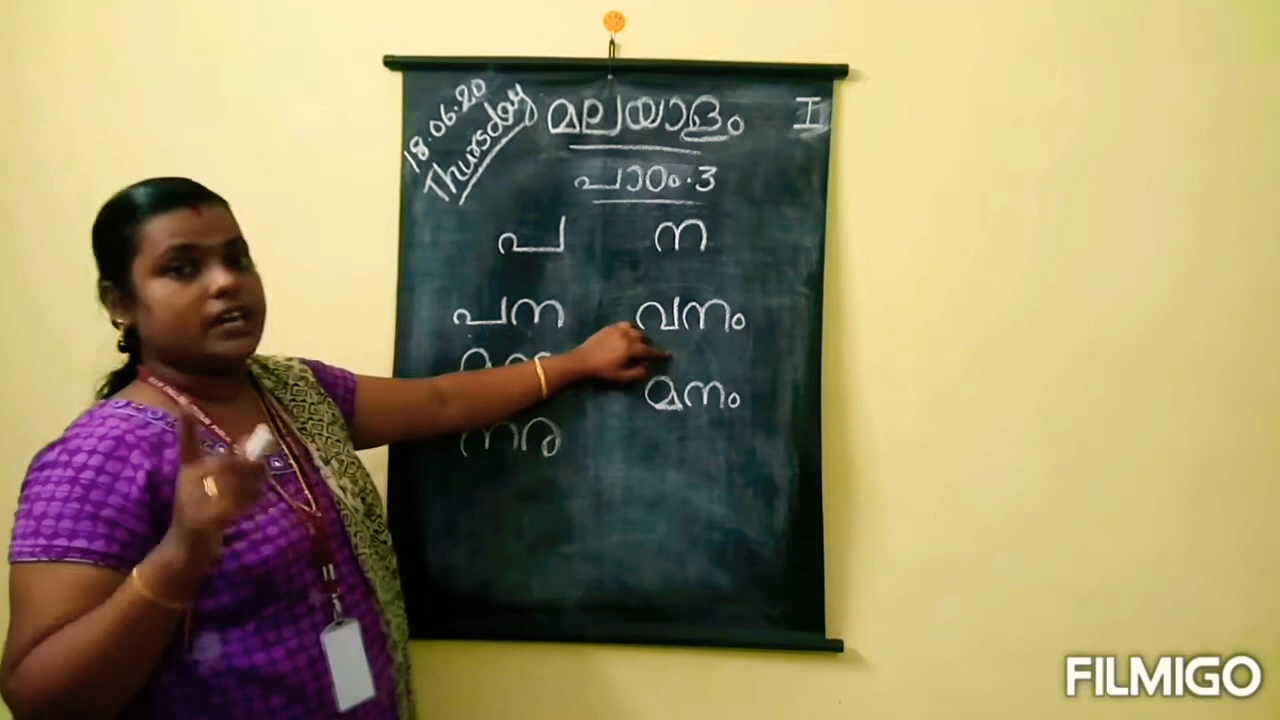 18.06.20
Thursday
മലയാളം
I
പാഠം.3
പ ന
പന വനം
മനം
നര
FILMIGO